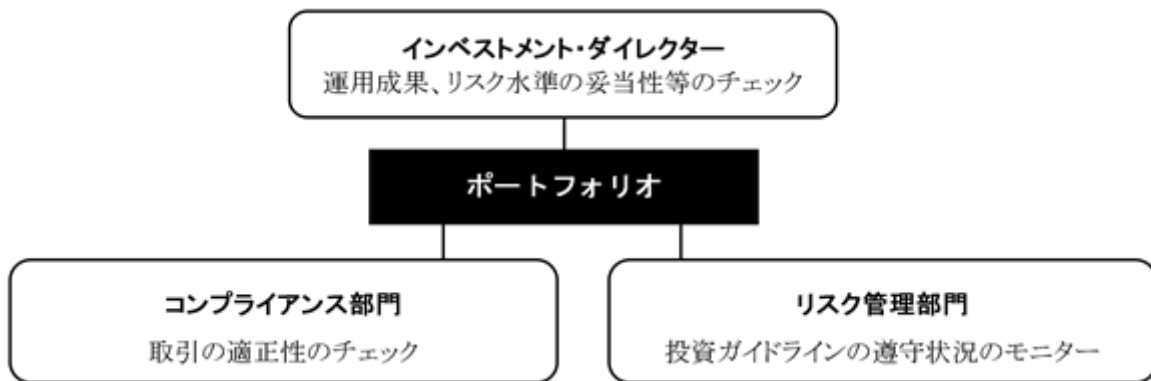 インベストメント・ダイレクター
運用成果、リスク水準の妥当性等のチェック
ポートフォリオ
コンプライアンス部門
取引の適正性のチェック
リスク管理部門
投資ガイドラインの遵守状況のモニター